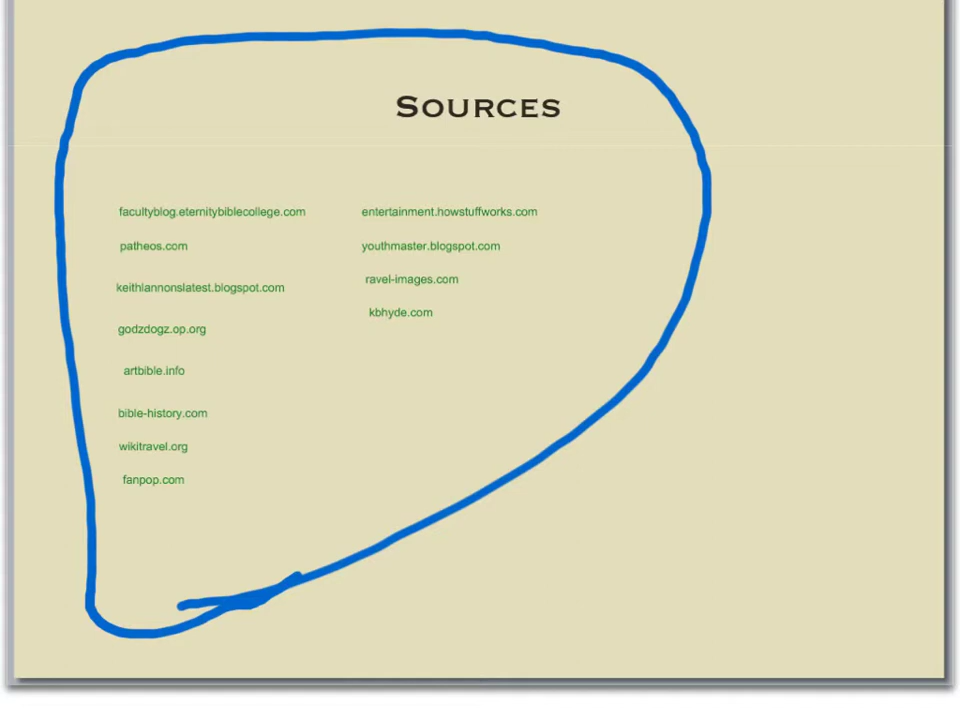 Sources
facultyblog.eternitybiblecollege.com
patheos.com
keithlannonslatest.blogspot.com
godzdogz.op.org
artbible.info
bible-history.com
wikitravel.org
fanpop.com
entertainment.howstuffworks.com
youthmaster.blogspot.com
ravel-images.com
kbhyde.com